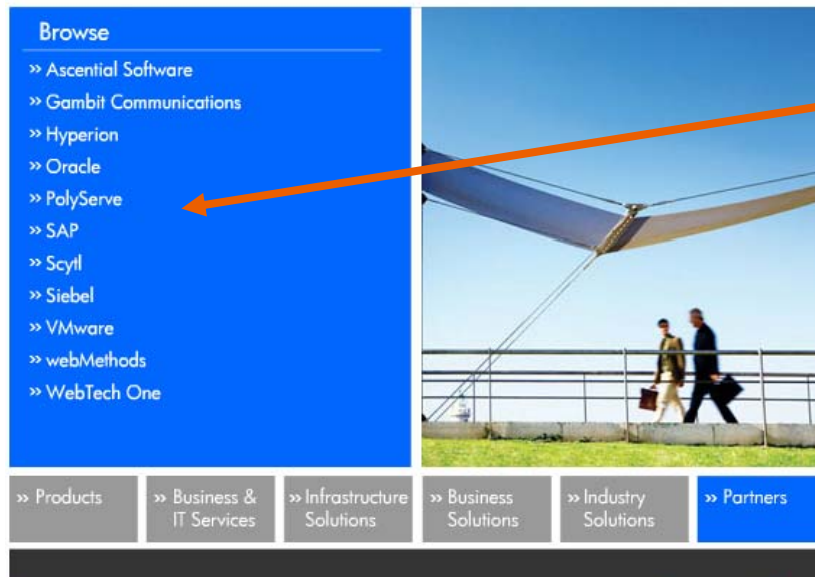 Browse
» Ascential Software
» Gambit Communications
» Hyperion
» Oracle
» PolyServe
» SAP
» Scytl
» Siebel
» VMware
» webMethods
» WebTech One
» Products
» Business &
IT Services
» Infrastructure
Solutions
» Business
Solutions
» Industry
Solutions
» Partners